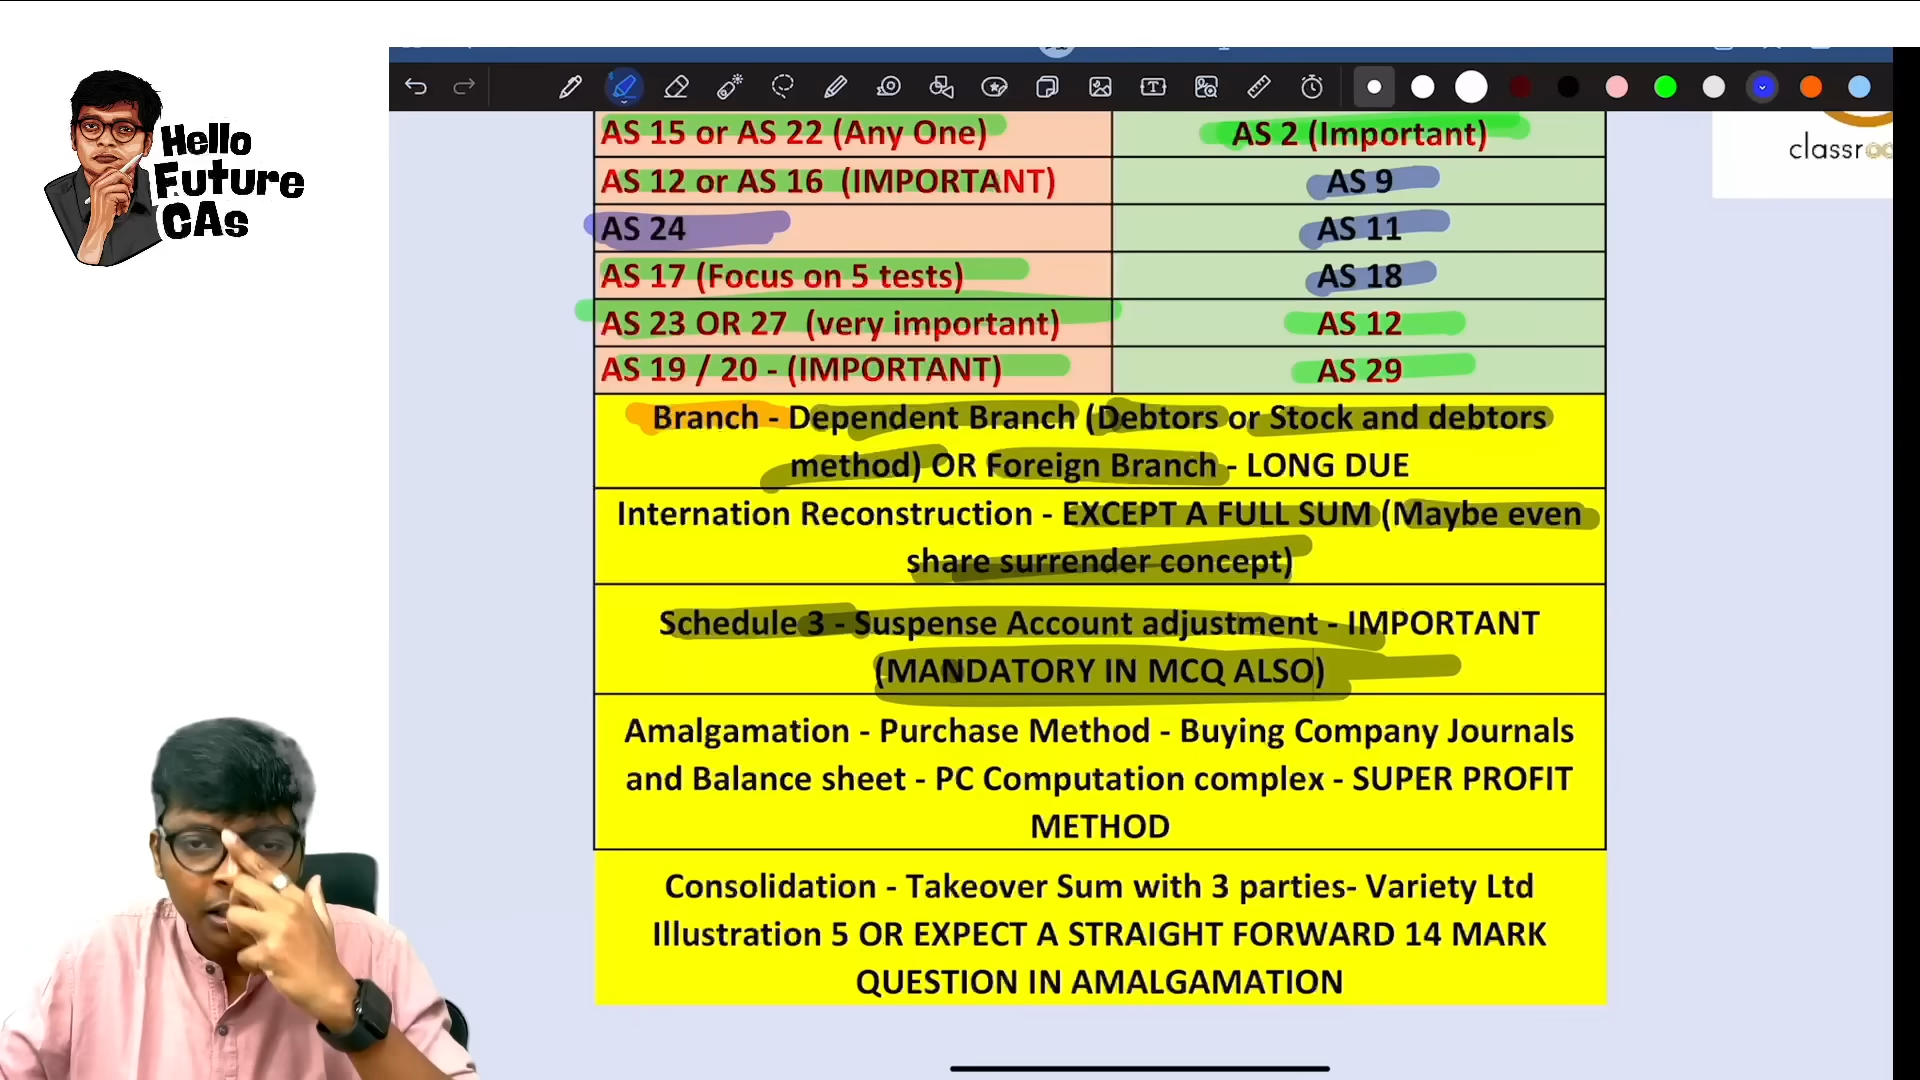 Hello
Future
CAs
AS 15 or AS 22 (Any One)
AS 2 (Important)
AS 12 or AS 16 (IMPORTANT)
AS 9
AS 24
AS 11
AS 17 (Focus on 5 tests)
AS 18
AS 23 OR 27 (very important)
AS 12
AS 19 / 20 - (IMPORTANT)
AS 29
Branch - Dependent Branch (Debtors or Stock and debtors
method) OR Foreign Branch - LONG DUE
Internation Reconstruction - EXCEPT A FULL SUM (Maybe even
share surrender concept)
Schedule 3 - Suspense Account adjustment - IMPORTANT
(MANDATORY IN MCQ ALSO)
Amalgamation - Purchase Method - Buying Company Journals
and Balance sheet - PC Computation complex - SUPER PROFIT
METHOD
Consolidation - Takeover Sum with 3 parties- Variety Ltd
Illustration 5 OR EXPECT A STRAIGHT FORWARD 14 MARK
QUESTION IN AMALGAMATION